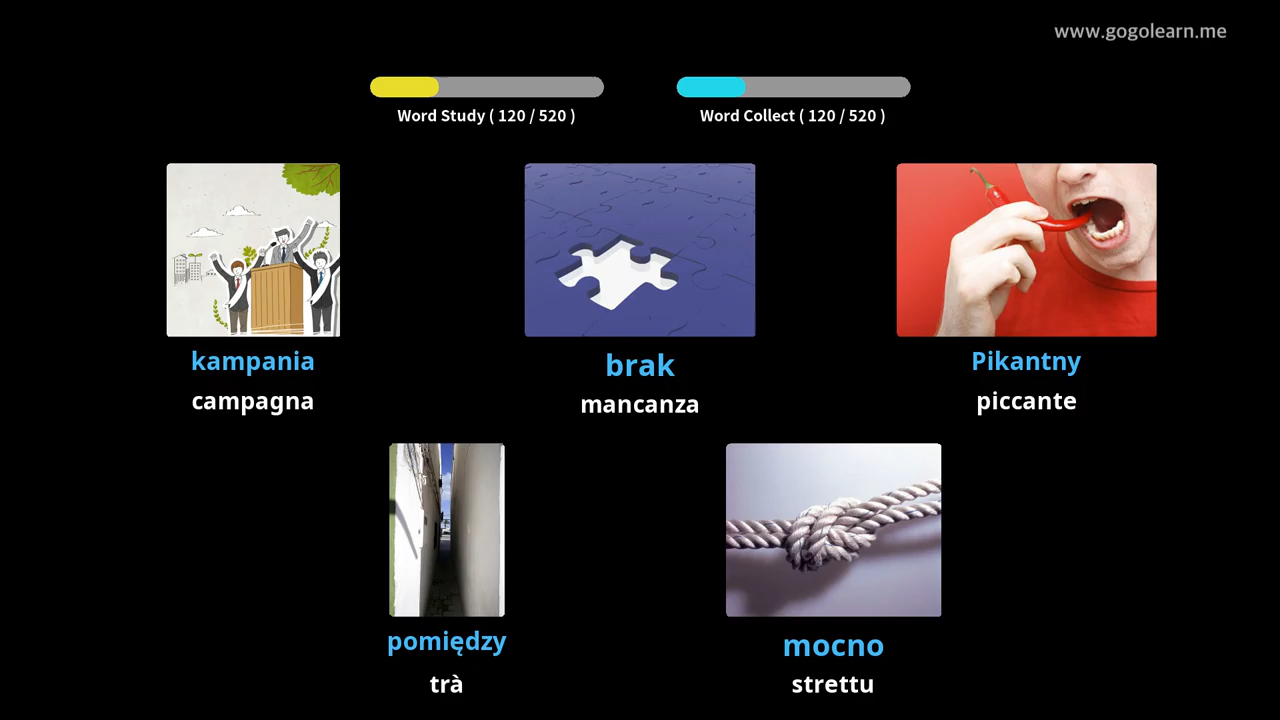 www.gogolearn.me
Word Study ( 120 / 520 )
Word Collect ( 120 / 520 )
kampania
campagna
brak
mancanza
Pikantny
piccante
pomiędzy
trà
mocno
strettu